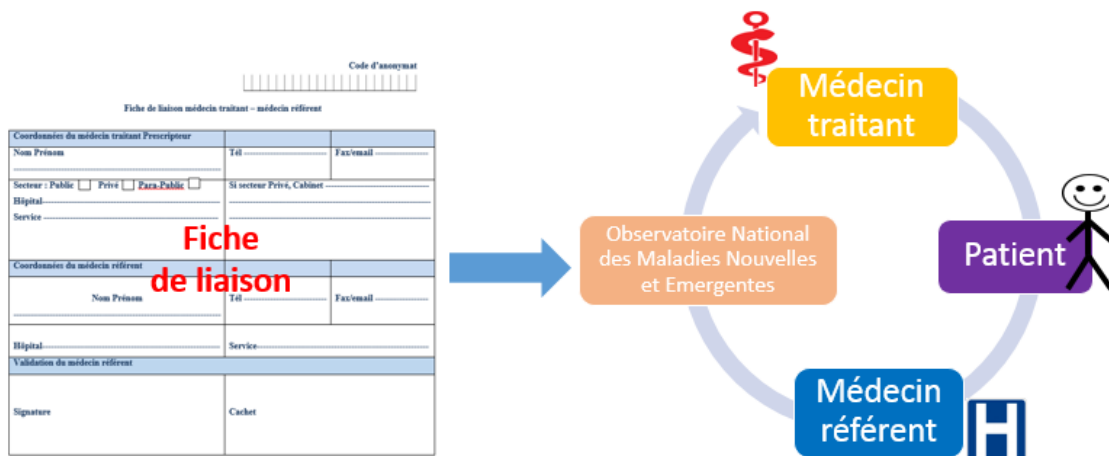 Code d'anonymat
Fiche de liaison médecin traitant – médecin référent
Coordonnées du médecin traitant Prescripteur
Nom Prénom
Tél
Fax/email
Secteur : Public Privé Para-Public
Si secteur Privé, Cabinet
Hôpital
Service
Fiche
de liaison
Coordonnées du médecin référent
Nom Prénom
Tél
Fax/email
Hôpital
Service
Validation du médecin référent
Signature
Cachet
Médecin
traitant
Observatoire National
des Maladies Nouvelles
et Emergentes
Patient
Médecin
référent
H